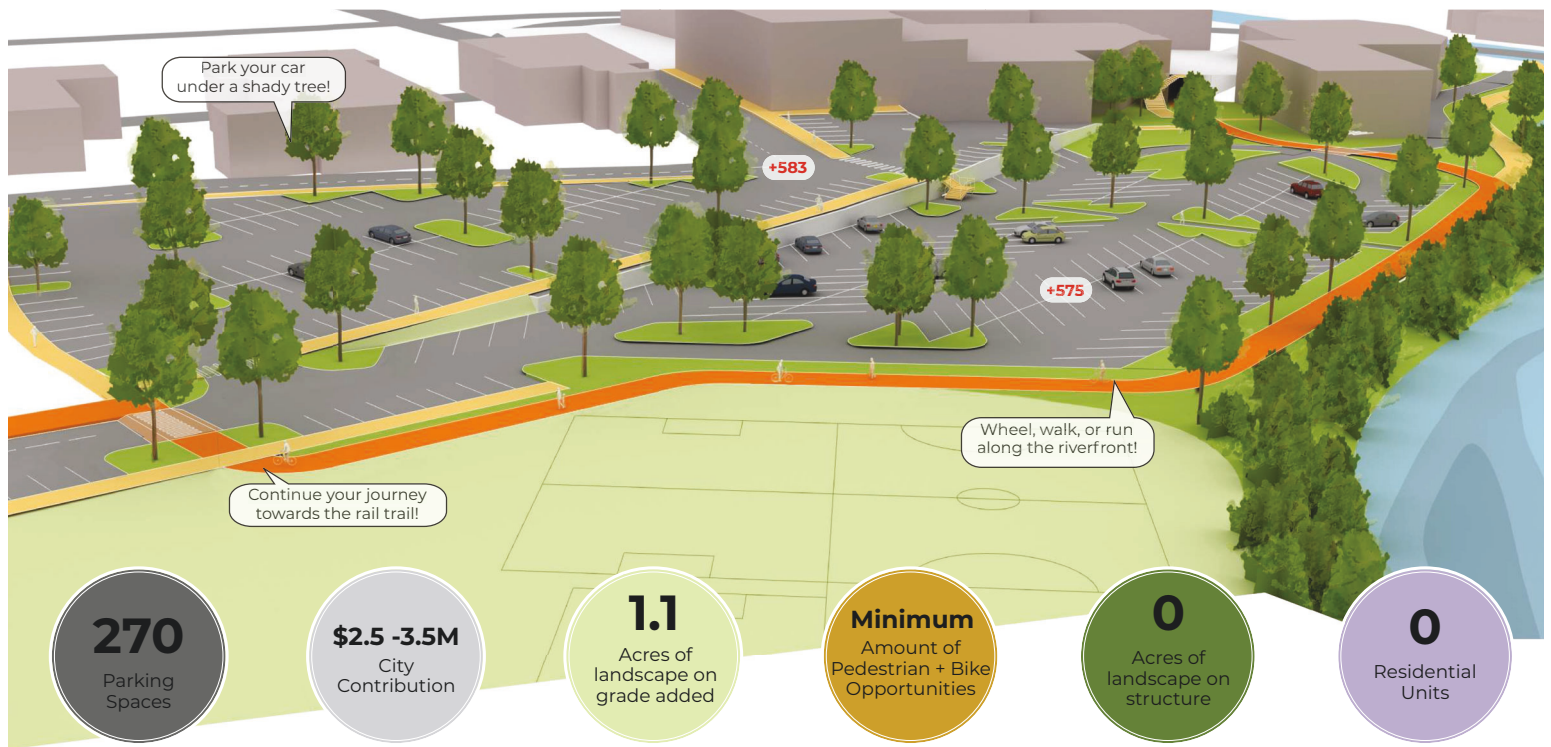 Park your car
under a shady tree!
+583
+575
Wheel, walk, or run
along the riverfront!
Continue your journey
towards the rail trail!
270
Parking
Spaces
$2.5 -3.5M
City
Contribution
1.1
Acres of
landscape on
grade added
Minimum
Amount of
Pedestrian + Bike
Opportunities
0
Acres of
landscape on
structure
0
Residential
Units